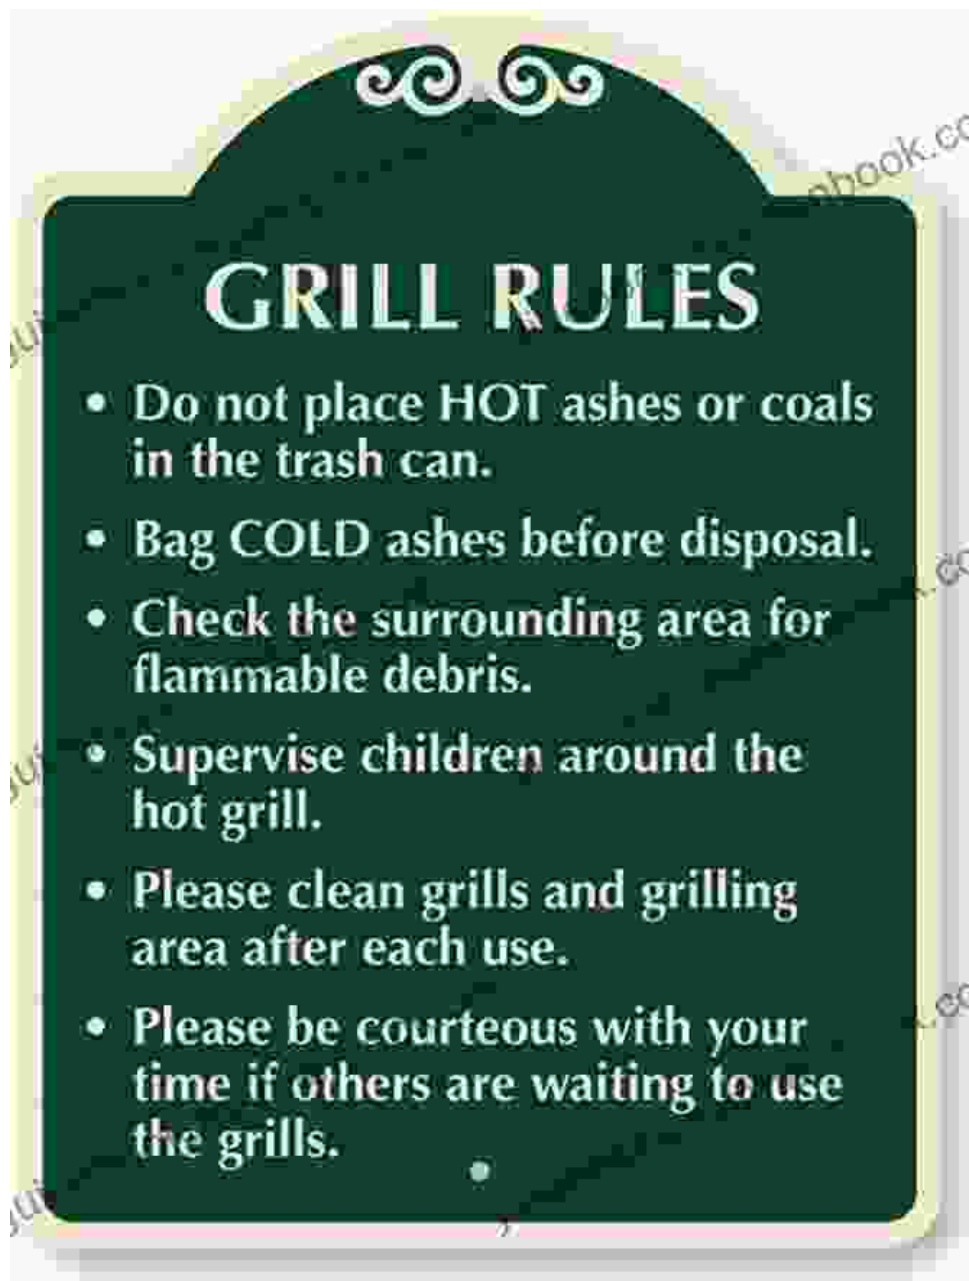 GRILL RULES
• Do not place HOT ashes or coals
in the trash can.
• Bag COLD ashes before disposal.
• Check the surrounding area for
flammable debris.
• Supervise children around the
hot grill.
• Please clean grills and grilling
area after each use.
• Please be courteous with your
time if others are waiting to use
the grills.